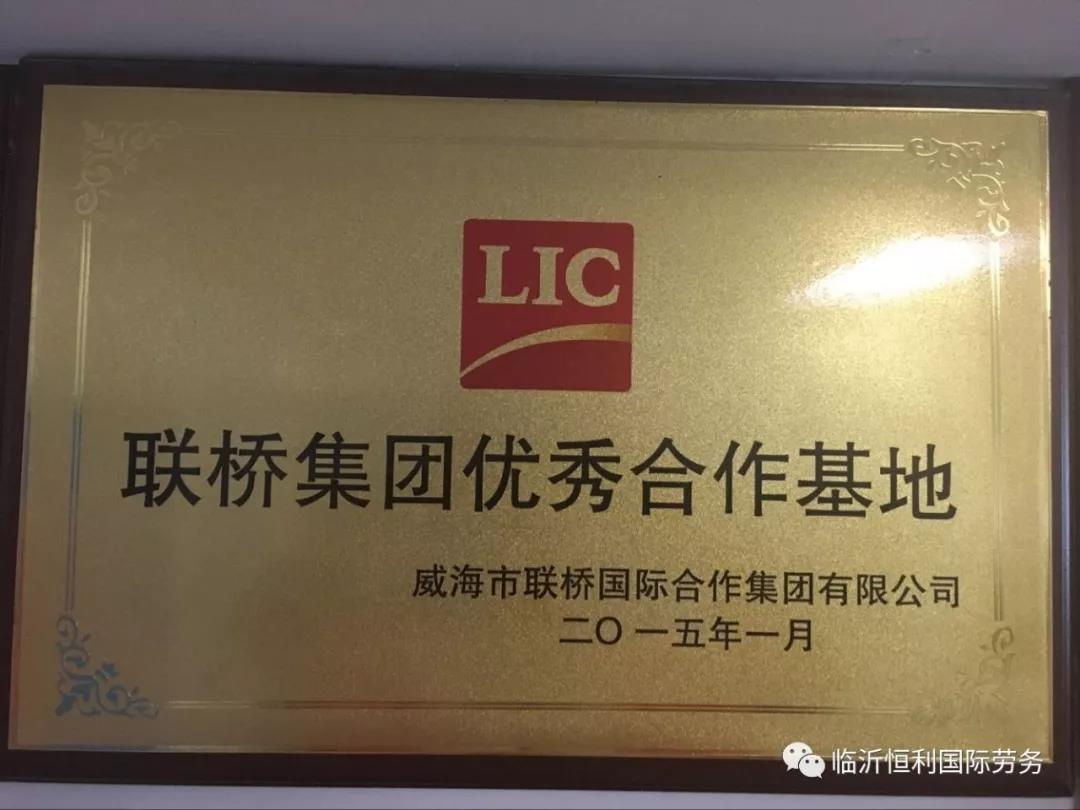 LIC
联桥集团优秀合作基地
威海市联桥国际合作集团有限公司
二〇一五年一月
临沂恒利国际劳务